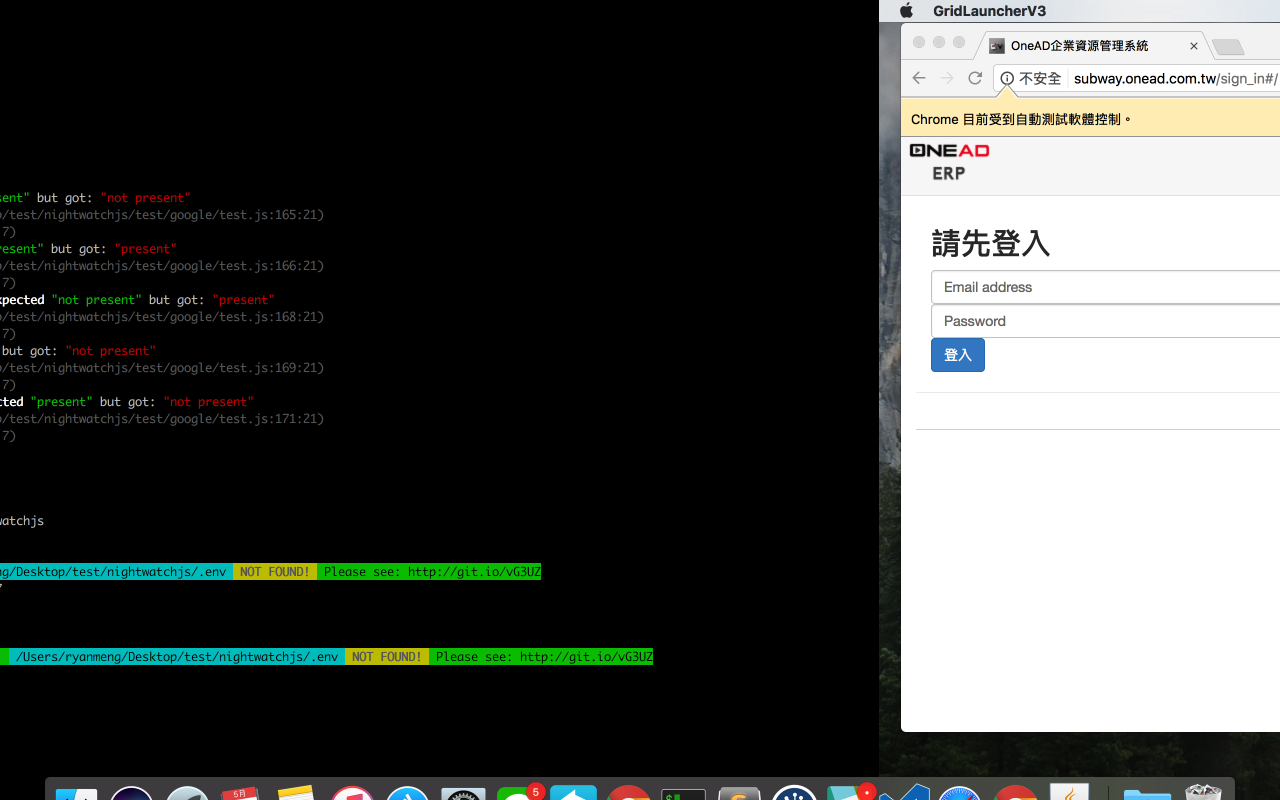 esent" but got: "not present"
o/test/nightwatchjs/test/google/test.js:165:21)
7)
resent" but got: "present"
o/test/nightwatchjs/test/google/test.js:166:21)
7)
xpected "not present" but got: "present"
o/test/nightwatchjs/test/google/test.js:168:21)
7)
but got: "not present"
o/test/nightwatchjs/test/google/test.js:169:21)
7)
cted "present" but got: "not present"
o/test/nightwatchjs/test/google/test.js:171:21)
7)
watchjs
ng/Desktop/test/nightwatchjs/.env NOT FOUND! Please see: http://git.io/vG3UZ
/Users/ryanmeng/Desktop/test/nightwatchjs/.env NOT FOUND! Please see: http://git.io/vG3UZ
GridLauncherV3
OneAD企業資源管理系統
不安全 subway.onead.com.tw/sign_in#/
Chrome 目前受到自動測試軟體控制。
ONEAD
ERP
請先登入
Email address
Password
登入
5月
5